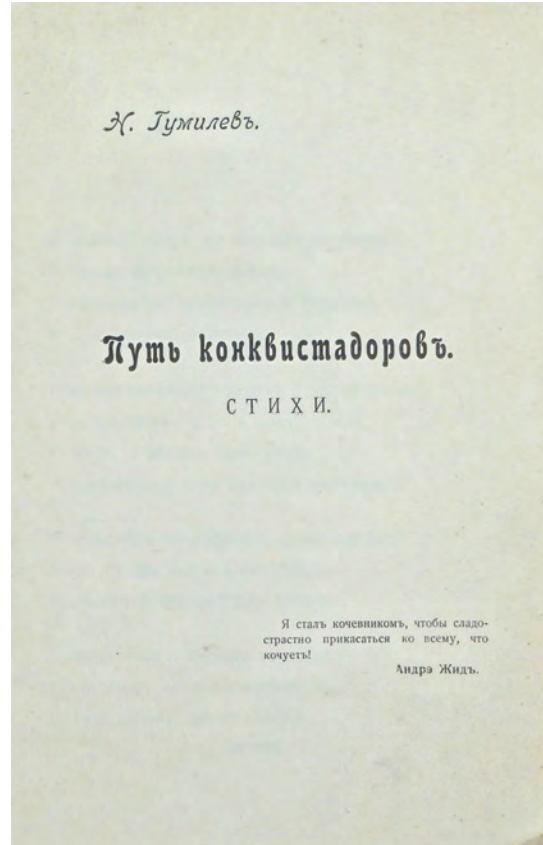 Н. Гумилевъ.
Путь конквистадоровъ.
СТИХИ.
Я сталъ кочевникомъ, чтобы сладо-
страстно прикасаться ко всему, что
кочуетъ!
Андрэ Жидъ.